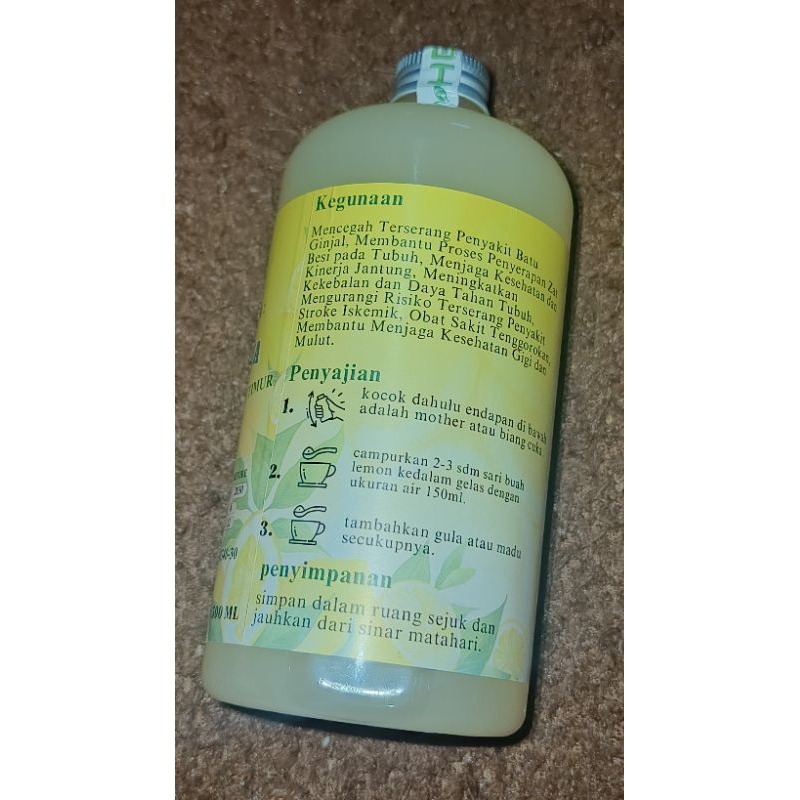 Kegunaan
Mencegah Terserang Penyakit Batu
Ginjal, Membantu Proses Penyerapan Zat
Besi pada Tubuh, Menjaga Kesehatan dan
Kinerja Jantung, Meningkatkan
Kekebalan dan Daya Tahan Tubuh,
Mengurangi Risiko Terserang Penyakit
Stroke Iskemik, Obat Sakit Tenggorokan,
Membantu Menjaga Kesehatan Gigi dan
Mulut.
TIMUR
Penyajian
1. kocok dahulu endapan di bawah
adalah mother atau biang cuka.
2. campurkan 2-3 sdm sari buah
lemon kedalam gelas dengan
ukuran air 150ml.
3. tambahkan gula atau madu
secukupnya.
penyimpanan
simpan dalam ruang sejuk dan
jauhkan dari sinar matahari.
500 ML